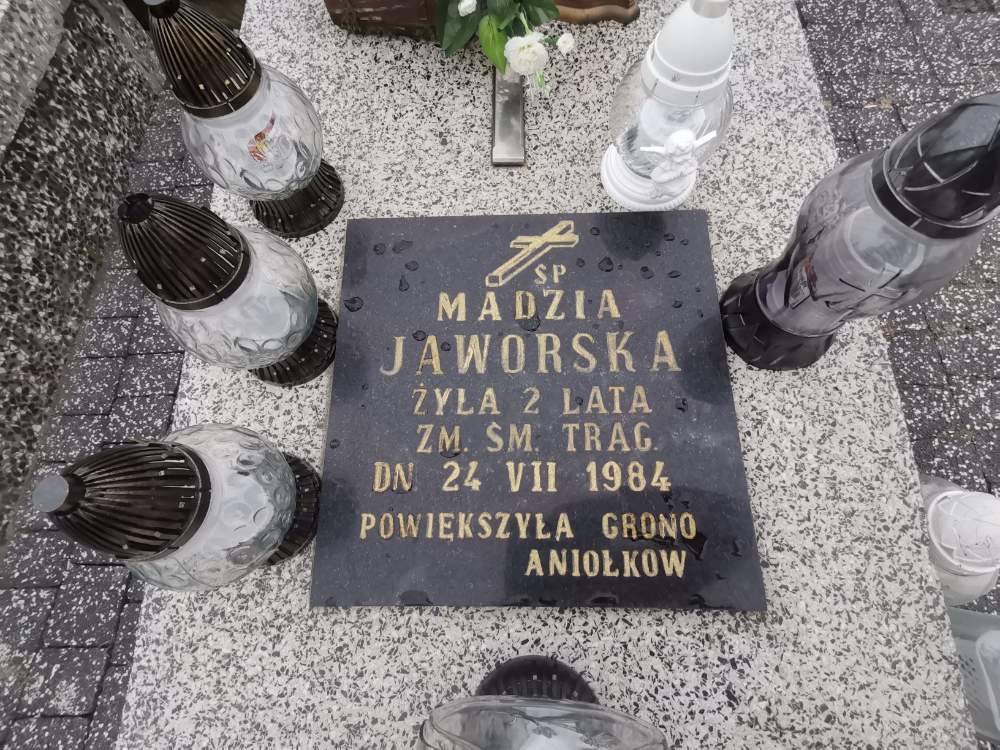 ŚP
MADZIA
JAWORSKA
ŻYŁA 2 LATA
ZM. ŚM. TRAG.
DN 24 VII 1984
POWIĘKSZYŁA GRONO
ANIOŁKÓW